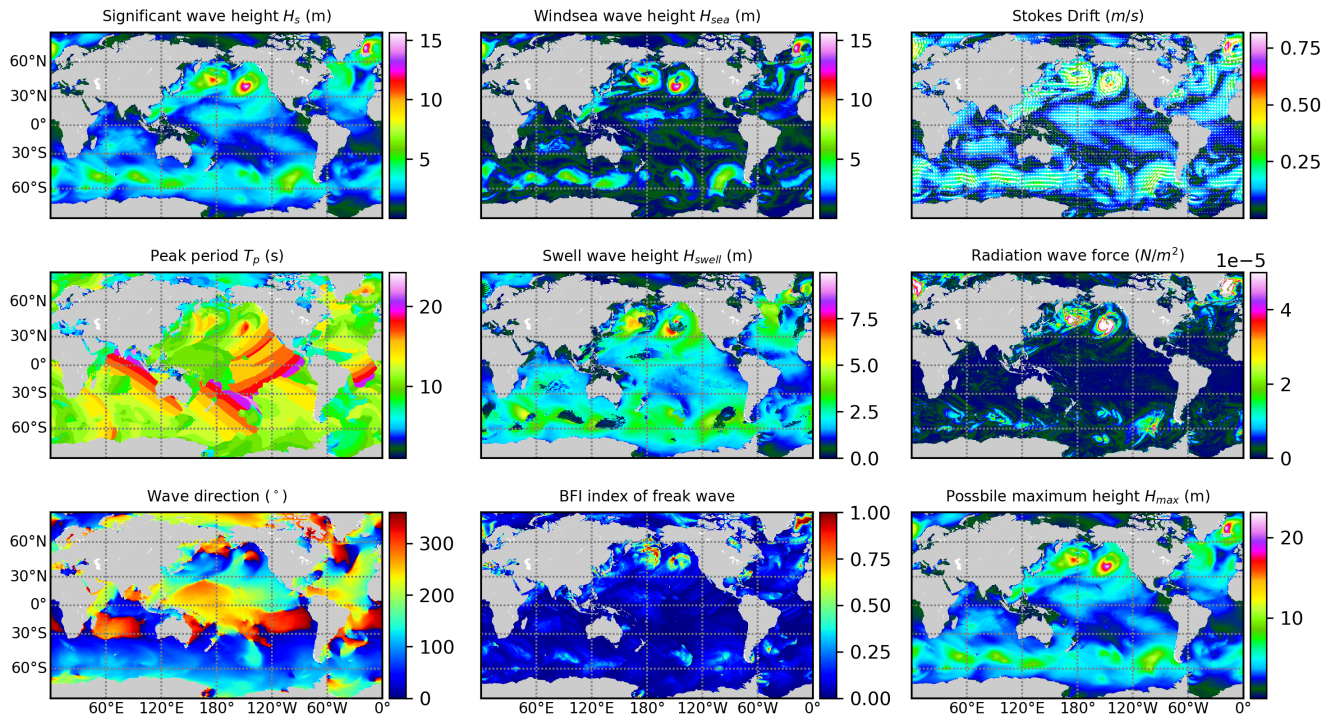 Significant wave height Hₛ (m)
Windsea wave height H_sea (m)
Stokes Drift (m/s)
60°N
30°N
0°
30°S
60°S
15
10
5
15
10
5
0.75
0.50
0.25
Peak period Tₚ (s)
Swell wave height H_swell (m)
Radiation wave force (N/m²)
1e−5
60°N
30°N
0°
30°S
60°S
20
10
7.5
5.0
2.5
0.0
4
2
0
Wave direction (°)
BFI index of freak wave
Possbile maximum height H_max (m)
60°N
30°N
0°
30°S
60°S
300
200
100
0
1.00
0.75
0.50
0.25
0.00
20
10
60°E 120°E 180° 120°W 60°W 0°
60°E 120°E 180° 120°W 60°W 0°
60°E 120°E 180° 120°W 60°W 0°